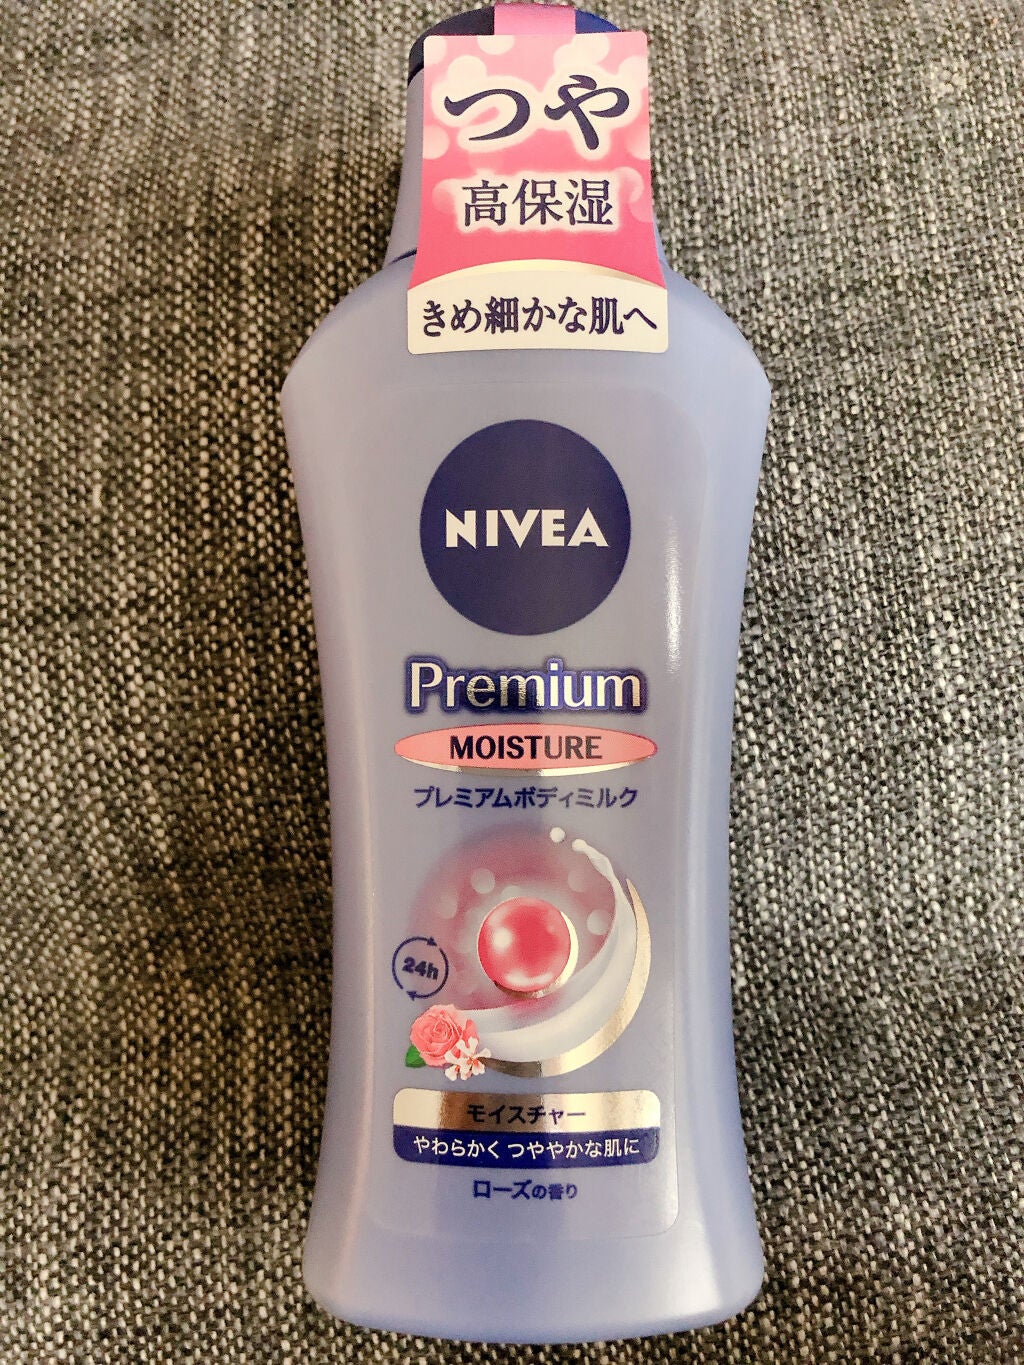 つや
高保湿
きめ細かな肌へ
NIVEA
Premium
MOISTURE
プレミアムボディミルク
24h
モイスチャー
やわらかく つややかな肌に
ローズの香り